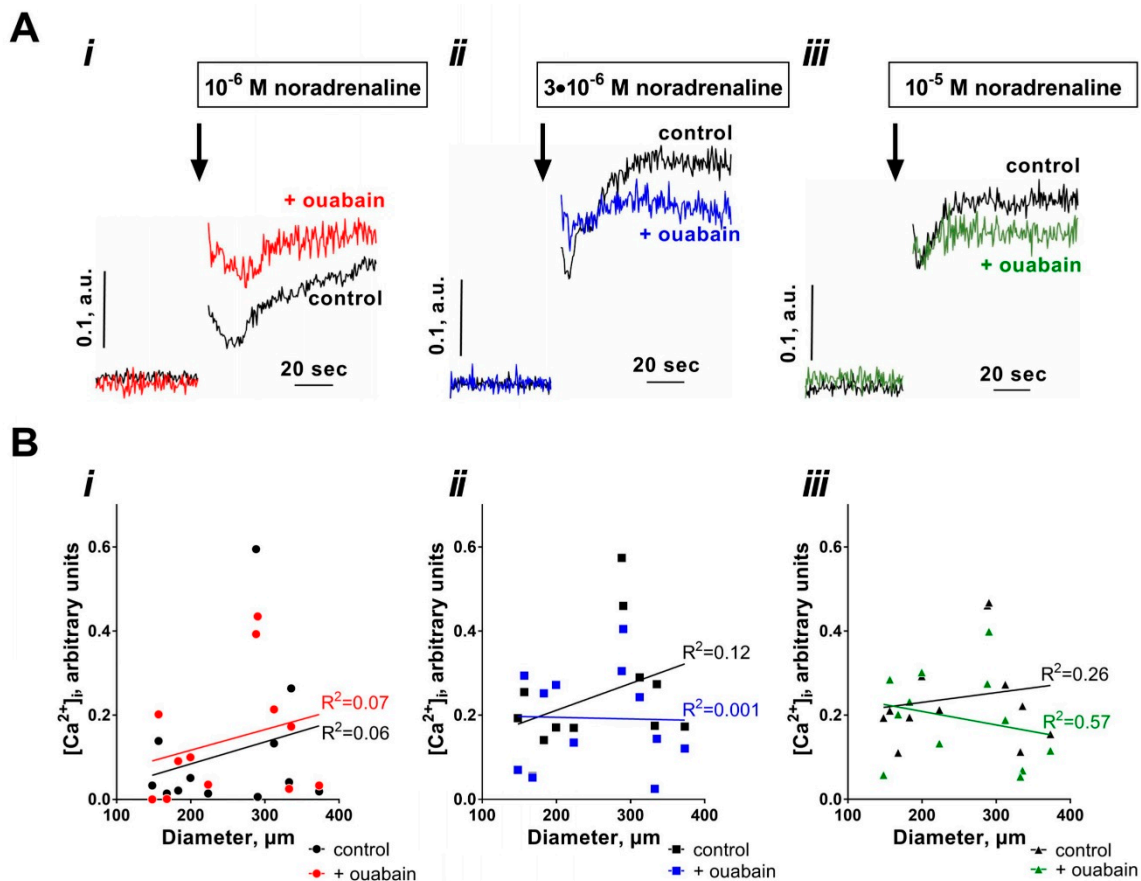 A
i
10⁻⁶ M noradrenaline
+ ouabain
control
0.1, a.u.
20 sec
ii
3•10⁻⁶ M noradrenaline
control
+ ouabain
0.1, a.u.
20 sec
iii
10⁻⁵ M noradrenaline
control
+ ouabain
0.1, a.u.
20 sec
B
i
[Ca²⁺]ᵢ, arbitrary units
0.6
0.4
0.2
0.0
R²=0.07
R²=0.06
100 200 300 400
Diameter, µm
control
+ ouabain
ii
[Ca²⁺]ᵢ, arbitrary units
0.6
0.4
0.2
0.0
R²=0.12
R²=0.001
100 200 300 400
Diameter, µm
control
+ ouabain
iii
[Ca²⁺]ᵢ, arbitrary units
0.6
0.4
0.2
0.0
R²=0.26
R²=0.57
100 200 300 400
Diameter, µm
control
+ ouabain